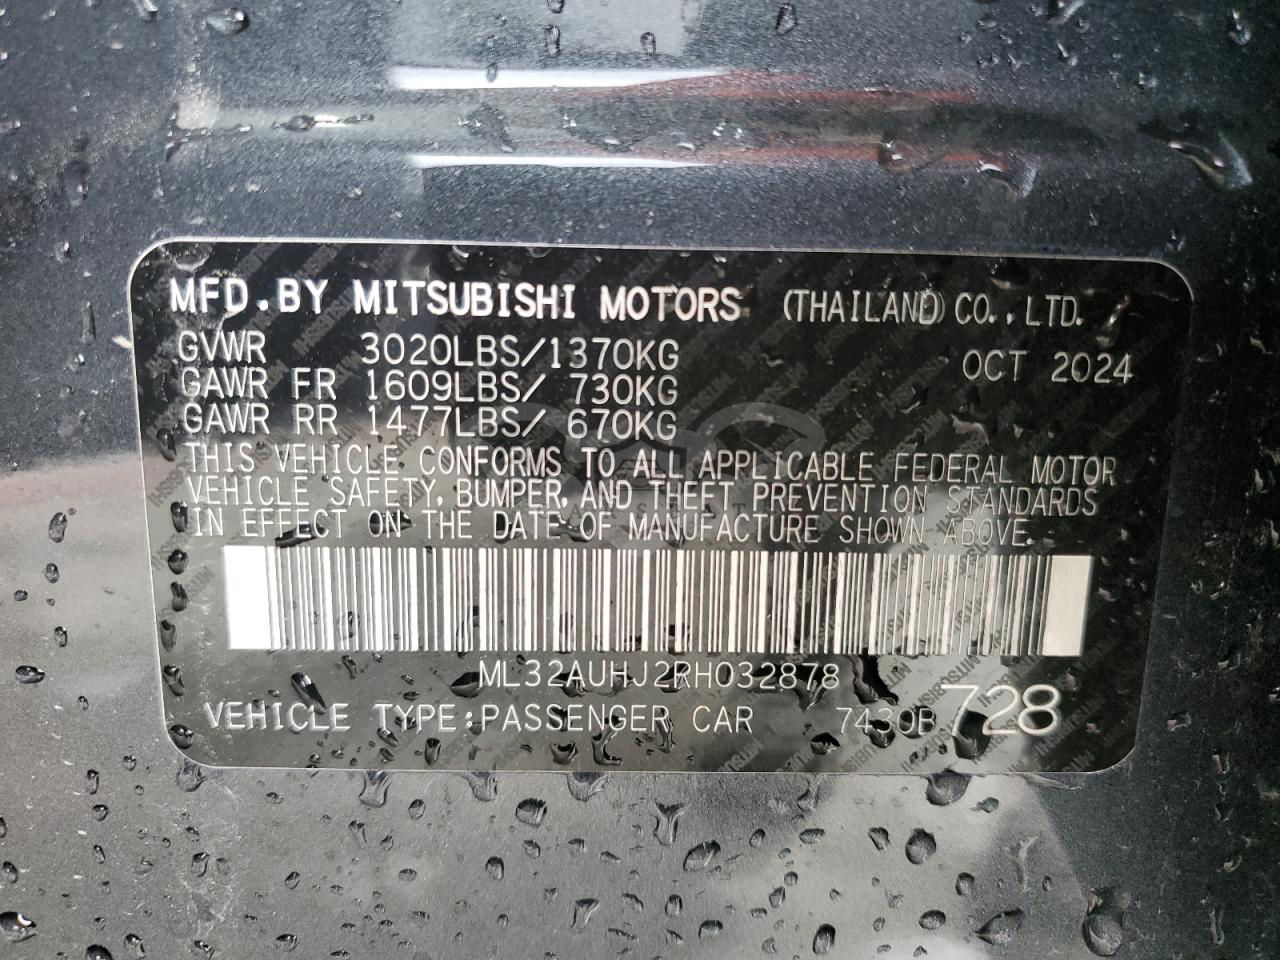 MFD.BY MITSUBISHI MOTORS (THAILAND) CO., LTD.
GVWR 3020LBS/1370KG OCT 2024
GAWR FR 1609LBS/ 730KG
GAWR RR 1477LBS/ 670KG
THIS VEHICLE CONFORMS TO ALL APPLICABLE FEDERAL MOTOR
VEHICLE SAFETY, BUMPER, AND THEFT PREVENTION STANDARDS
IN EFFECT ON THE DATE OF MANUFACTURE SHOWN ABOVE.
ML32AUHJ2RH032878
VEHICLE TYPE:PASSENGER CAR 7430B 728